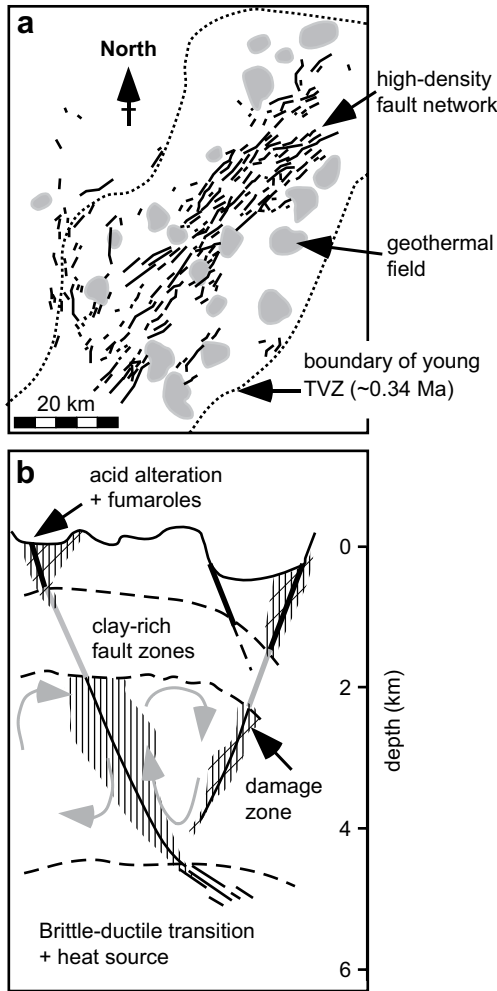 a
North
high-density
fault network
geothermal
field
boundary of young
TVZ (~0.34 Ma)
20 km
b
acid alteration
+ fumaroles
0
clay-rich
fault zones
2
depth (km)
damage
zone
4
Brittle-ductile transition
+ heat source
6